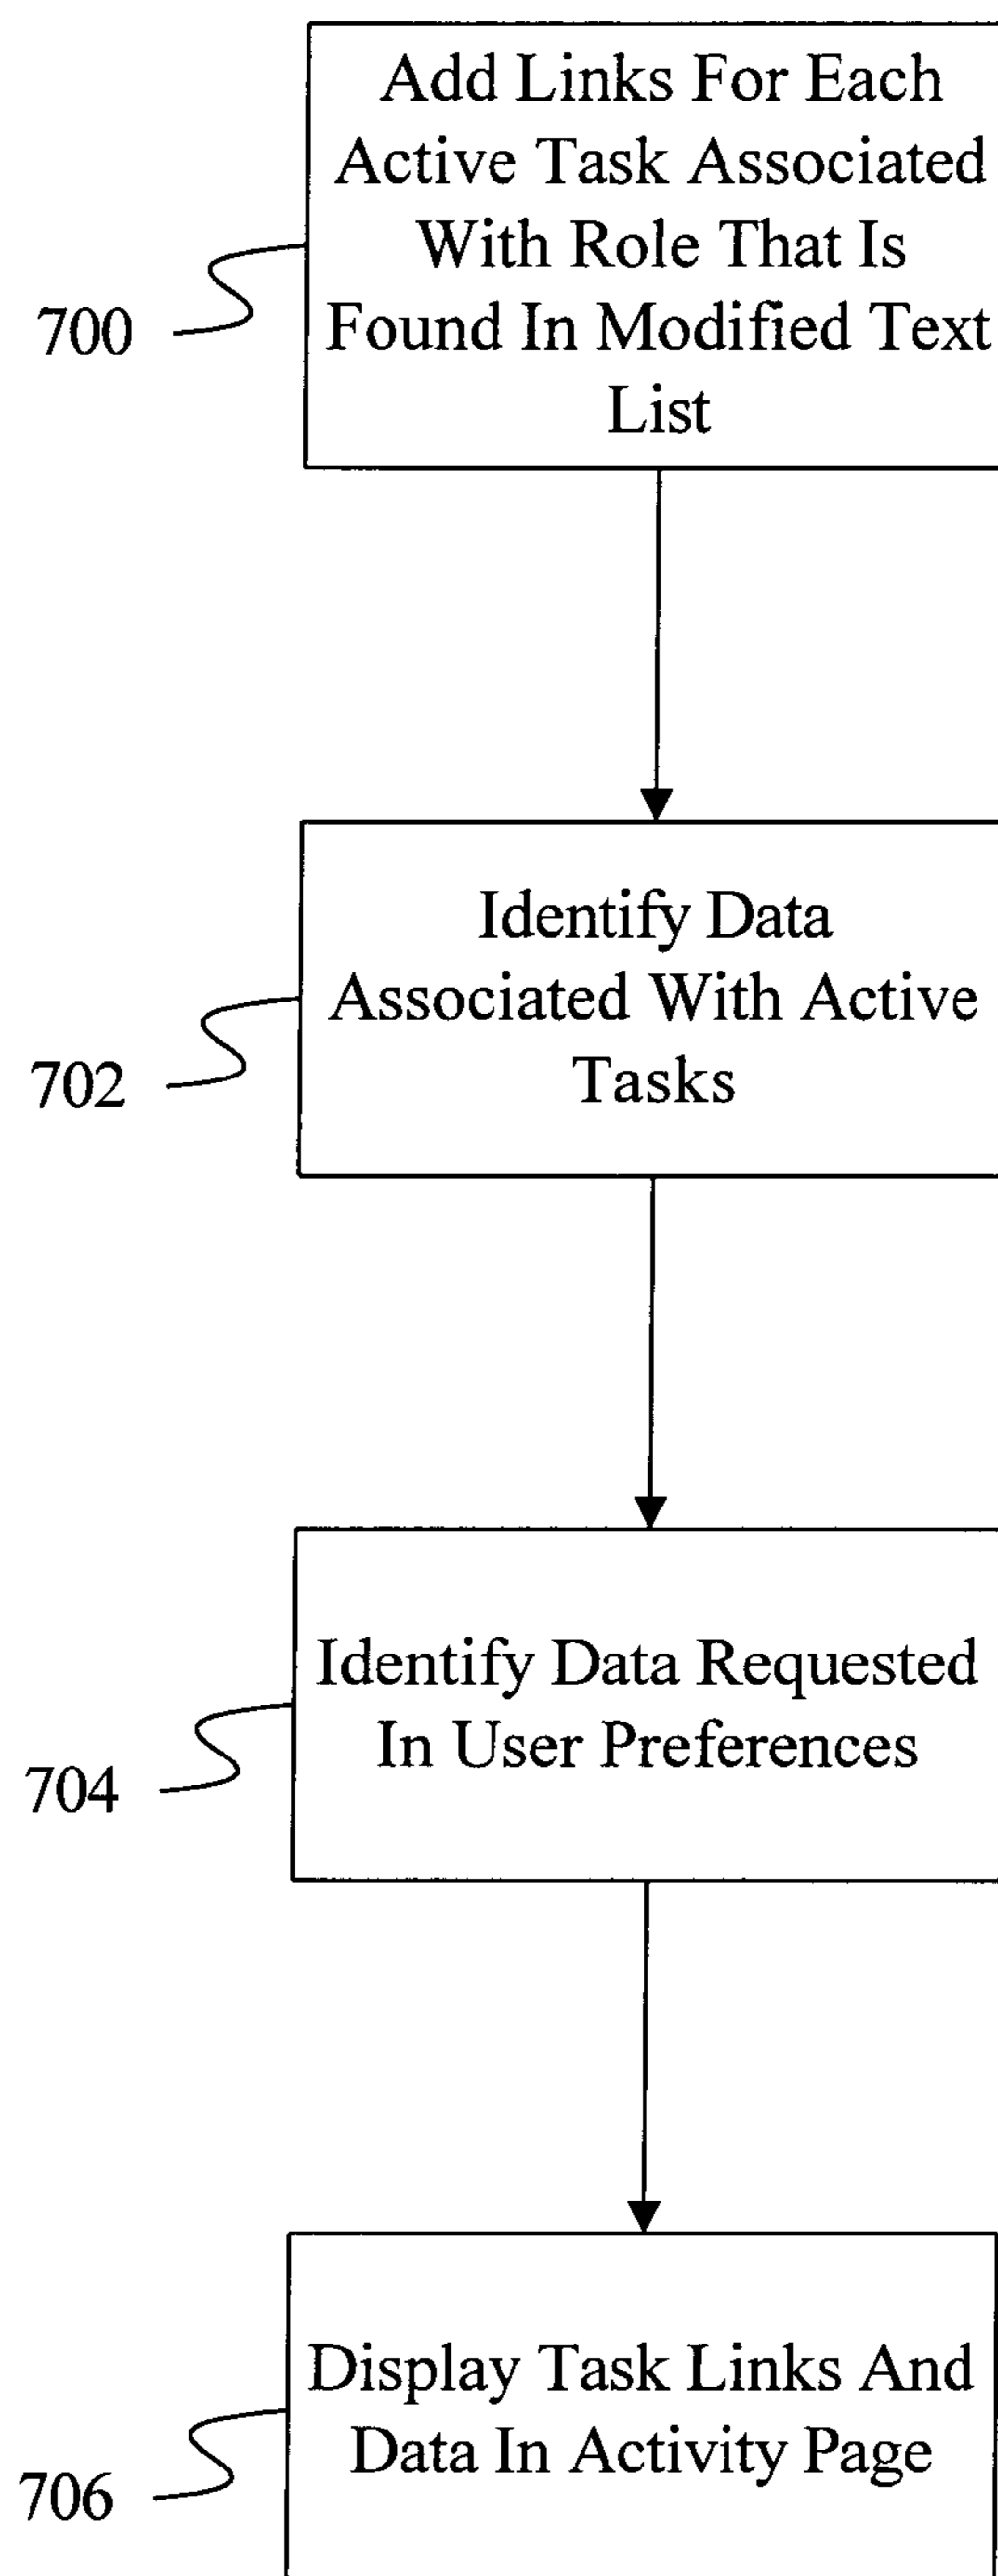 Add Links For Each
Active Task Associated
With Role That Is
Found In Modified Text
List
700
Identify Data
Associated With Active
Tasks
702
Identify Data Requested
In User Preferences
704
Display Task Links And
Data In Activity Page
706